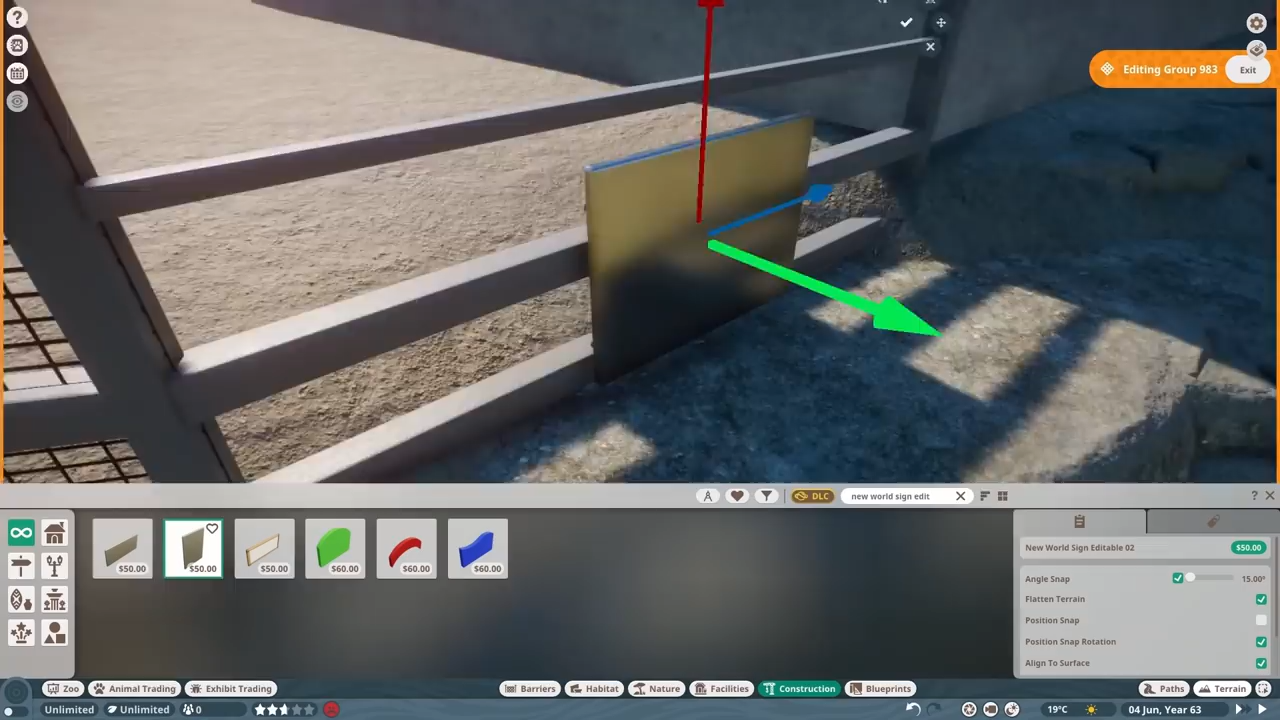 Editing Group 983
Exit
DLC
new world sign edit
$50.00
$50.00
$50.00
$60.00
$60.00
$60.00
New World Sign Editable 02
$50.00
Angle Snap
15.00°
Flatten Terrain
Position Snap
Position Snap Rotation
Align To Surface
Zoo
Animal Trading
Exhibit Trading
Barriers
Habitat
Nature
Facilities
Construction
Blueprints
Paths
Terrain
Unlimited
Unlimited
0
19°C
04 Jun, Year 63